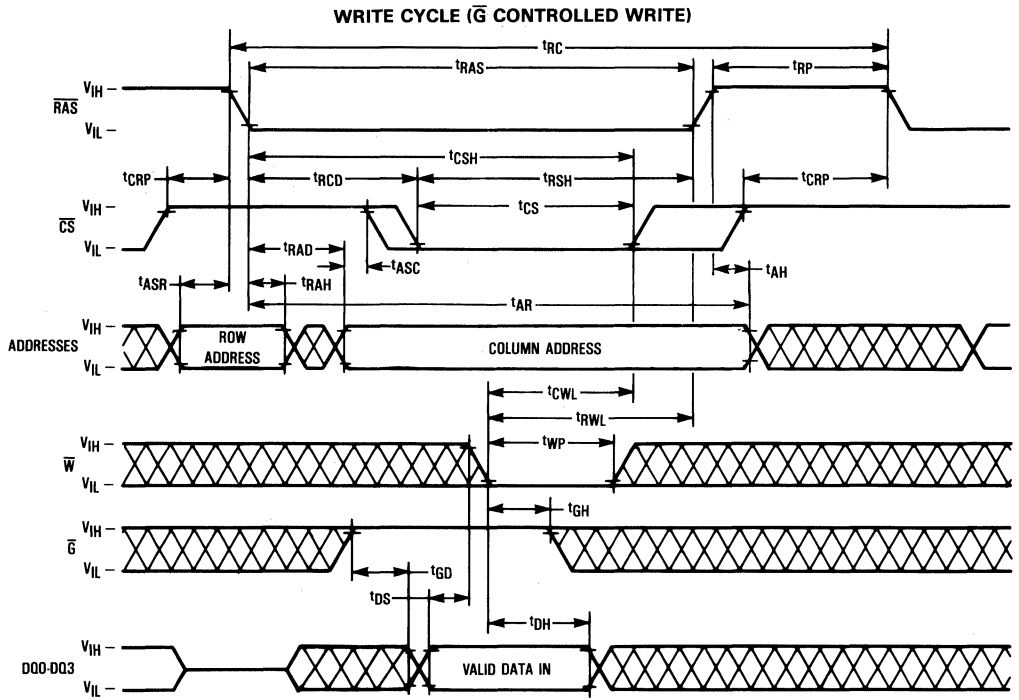 WRITE CYCLE (G̅ CONTROLLED WRITE)
tRC
tRAS
tRP
VIH
R̅A̅S̅
VIL
tCSH
tCRP
tRCD
tRSH
tCRP
VIH
tCS
C̅S̅
VIL
tRAD
tASC
tAH
tASR
tRAH
tAR
VIH
ADDRESSES
ROW
ADDRESS
COLUMN ADDRESS
VIL
tCWL
tRWL
VIH
tWP
W̅
VIL
tGH
VIH
G̅
VIL
tGD
tDS
tDH
VIH
DQ0-DQ3
VALID DATA IN
VIL